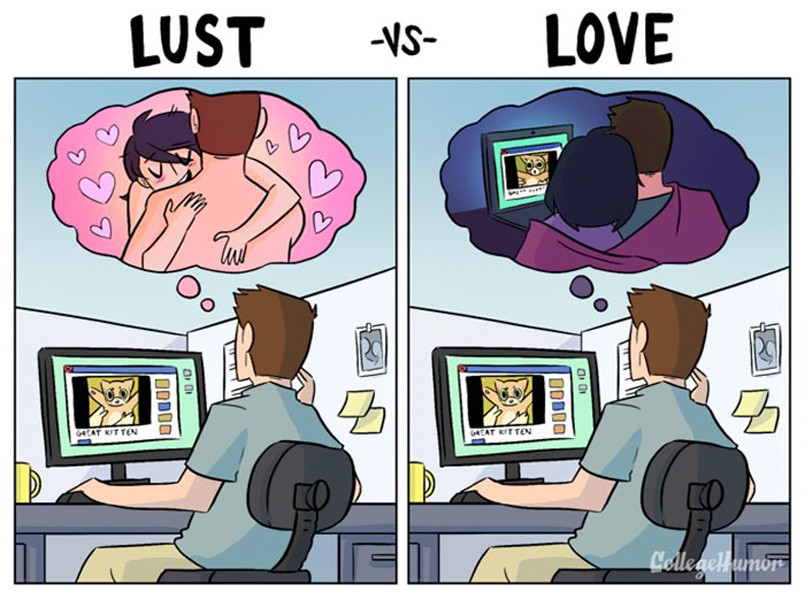 LUST -VS- LOVE
GREAT KITTEN
GREAT KITTEN
CollegeHumor